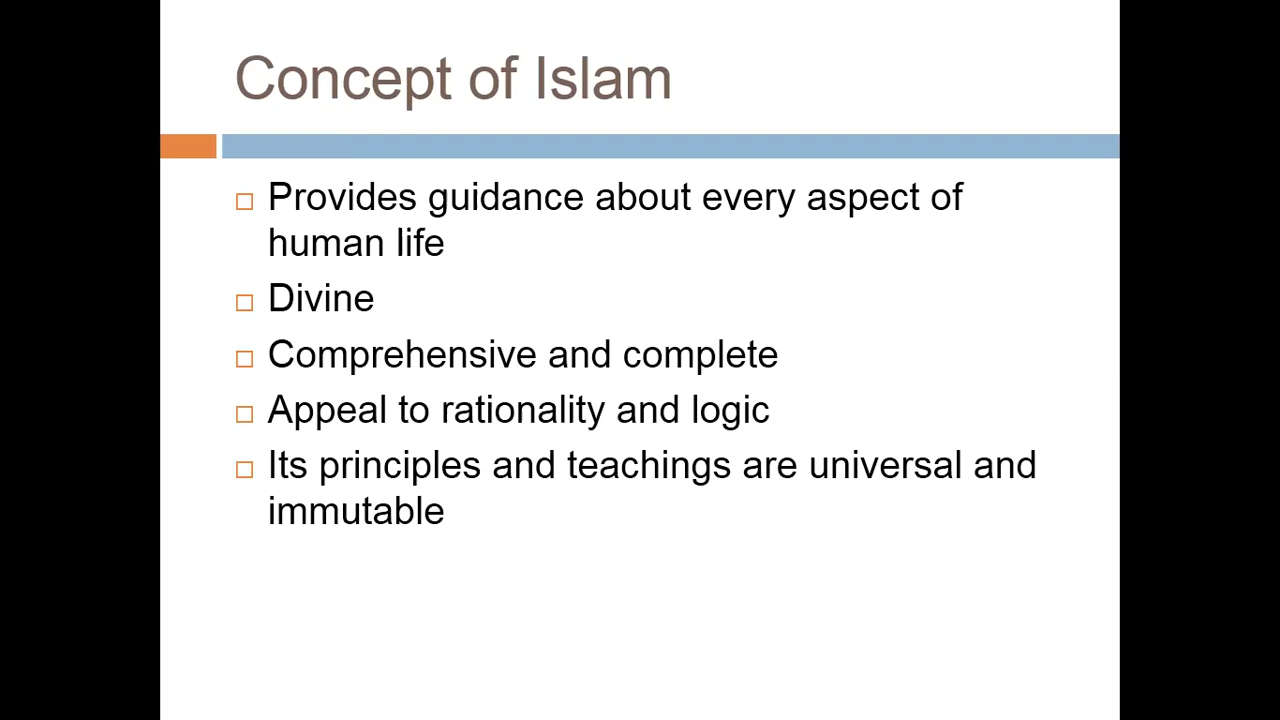 Concept of Islam
Provides guidance about every aspect of
human life
Divine
Comprehensive and complete
Appeal to rationality and logic
Its principles and teachings are universal and
immutable